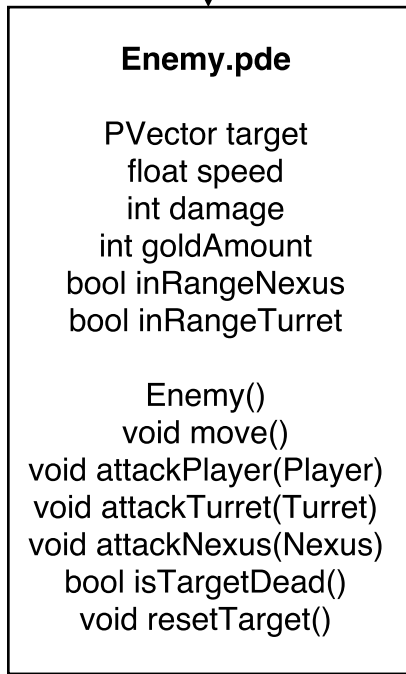 Enemy.pde
PVector target
float speed
int damage
int goldAmount
bool inRangeNexus
bool inRangeTurret
Enemy()
void move()
void attackPlayer(Player)
void attackTurret(Turret)
void attackNexus(Nexus)
bool isTargetDead()
void resetTarget()